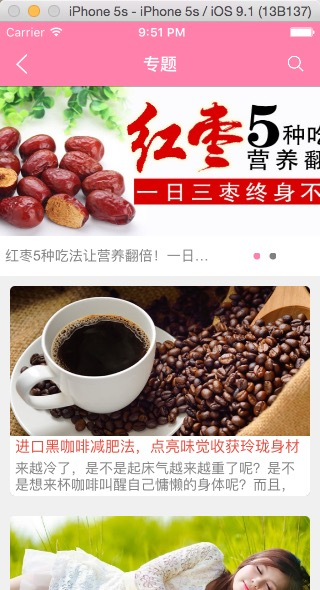 iPhone 5s - iPhone 5s / iOS 9.1 (13B137)
Carrier 9:51 PM
专题
红枣5种吃
营养翻
一日三枣终身不
红枣5种吃法让营养翻倍！一日...
进口黑咖啡减肥法，点亮味觉收获玲珑身材
来越冷了，是不是起床气越来越重了呢？是不
是想来杯咖啡叫醒自己慵懒的身体呢？而且，